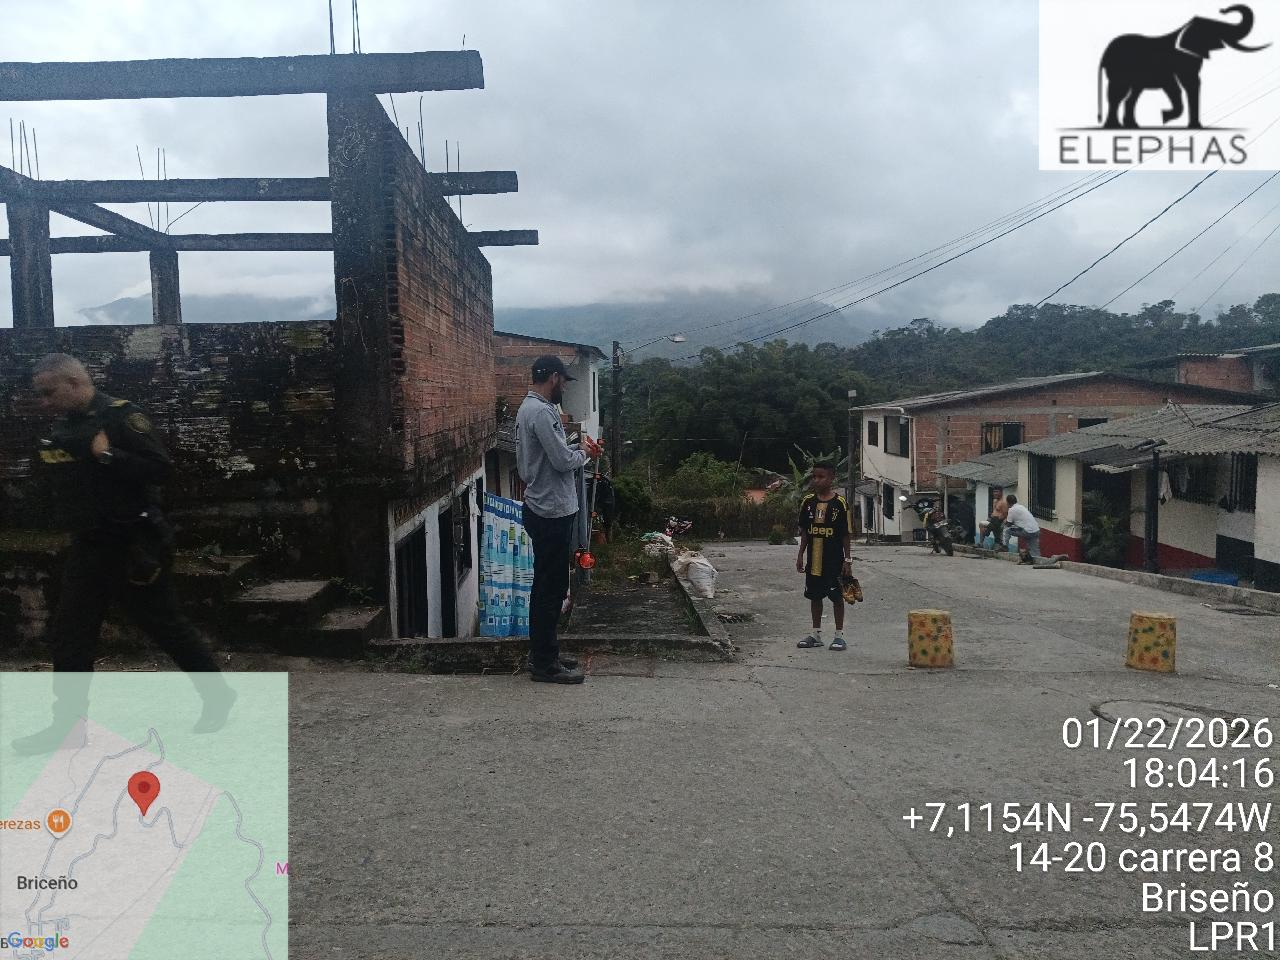 ELEPHAS
Jeep
01/22/2026
18:04:16
+7,1154N -75,5474W
14-20 carrera 8
Briseño
LPR1
erezas
Briceño
M
Google